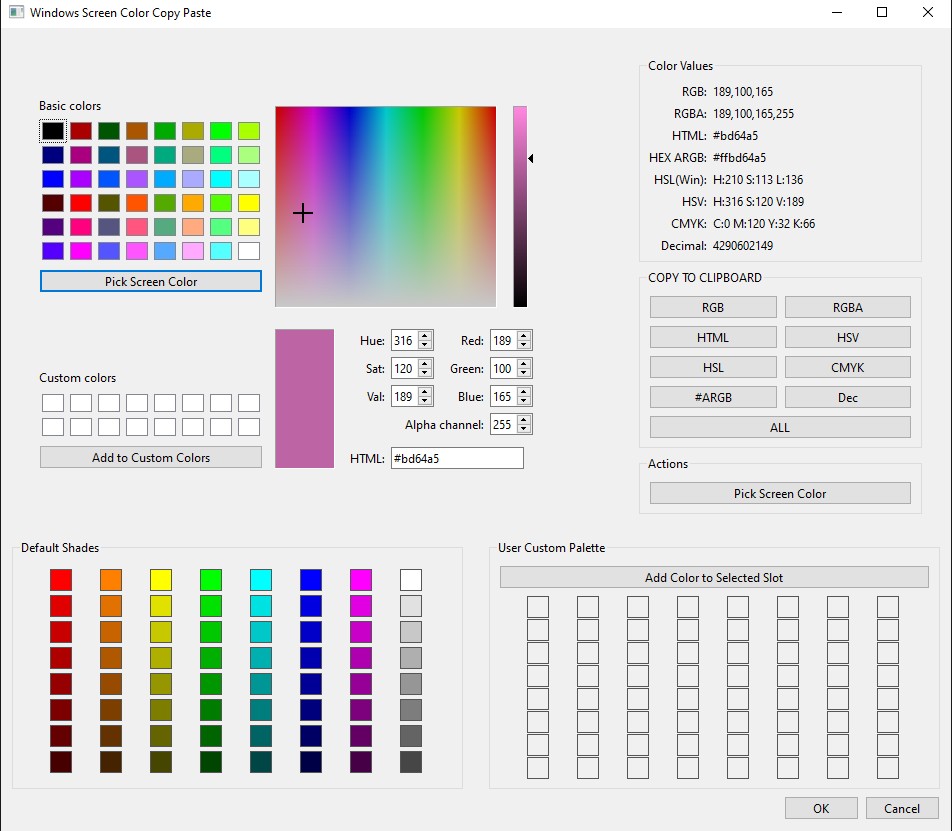 Windows Screen Color Copy Paste
Basic colors
Pick Screen Color
Custom colors
Add to Custom Colors
Hue: 316 Red: 189
Sat: 120 Green: 100
Val: 189 Blue: 165
Alpha channel: 255
HTML: #bd64a5
Color Values
RGB: 189,100,165
RGBA: 189,100,165,255
HTML: #bd64a5
HEX ARGB: #ffbd64a5
HSL(Win): H:210 S:113 L:136
HSV: H:316 S:120 V:189
CMYK: C:0 M:120 Y:32 K:66
Decimal: 4290602149
COPY TO CLIPBOARD
RGB RGBA
HTML HSV
HSL CMYK
#ARGB Dec
ALL
Actions
Pick Screen Color
Default Shades
User Custom Palette
Add Color to Selected Slot
OK Cancel